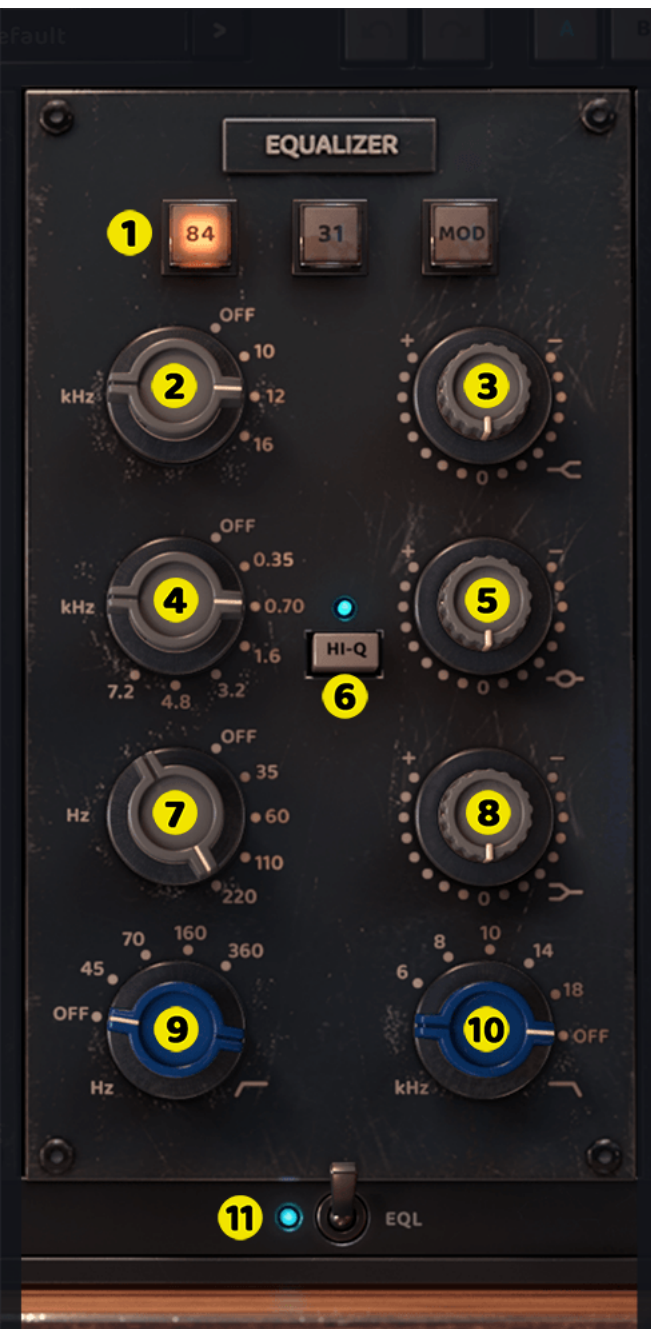 efault >
A B
EQUALIZER
1 84 31 MOD
OFF
10
kHz 2 12
16
+ 3 -
0
OFF
0.35
kHz 4 0.70
1.6
7.2 4.8 3.2
HI-Q
6
+ 5 -
0
OFF
35
Hz 7 60
110
220
+ 8 -
0
45 70 160 360
OFF 9
Hz
6 8 10 14 18
10 OFF
kHz
11 EQL